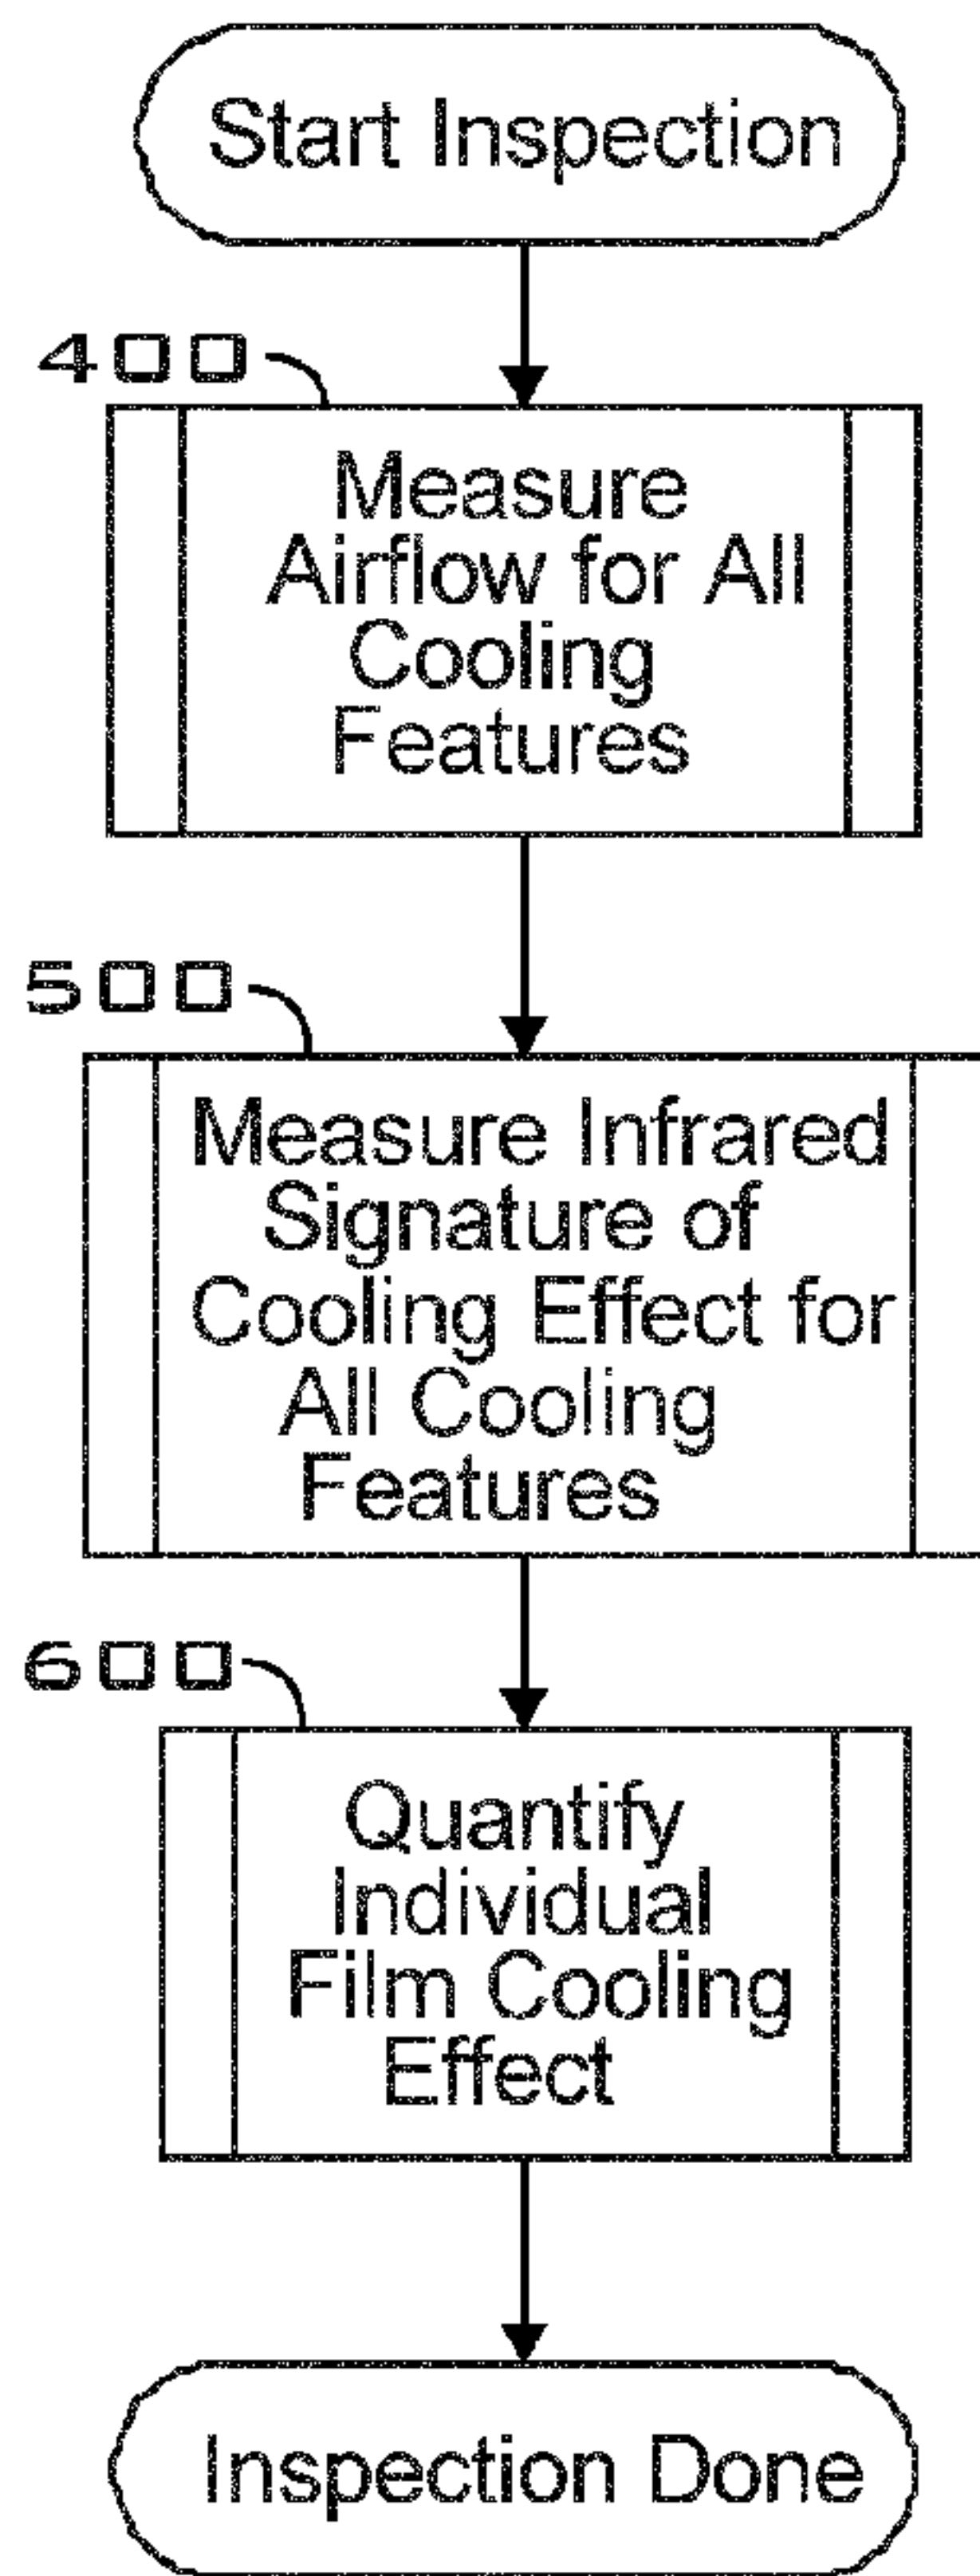 Start Inspection
400
Measure
Airflow for All
Cooling
Features
500
Measure Infrared
Signature of
Cooling Effect for
All Cooling
Features
600
Quantify
Individual
Film Cooling
Effect
Inspection Done